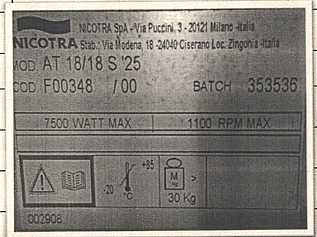 NICOTRA SpA - Via Puccini, 3 - 20121 Milano -Italia
NICOTRA Stab.: Via Modena, 18 -24040 Ciserano Loc. Zingonia -Italia
MOD. AT 18/18 S '25
COD. F00348 /00 BATCH 353536
7500 WATT MAX 1100 RPM MAX
-20 +85 °C
M kg > 30 Kg
002908